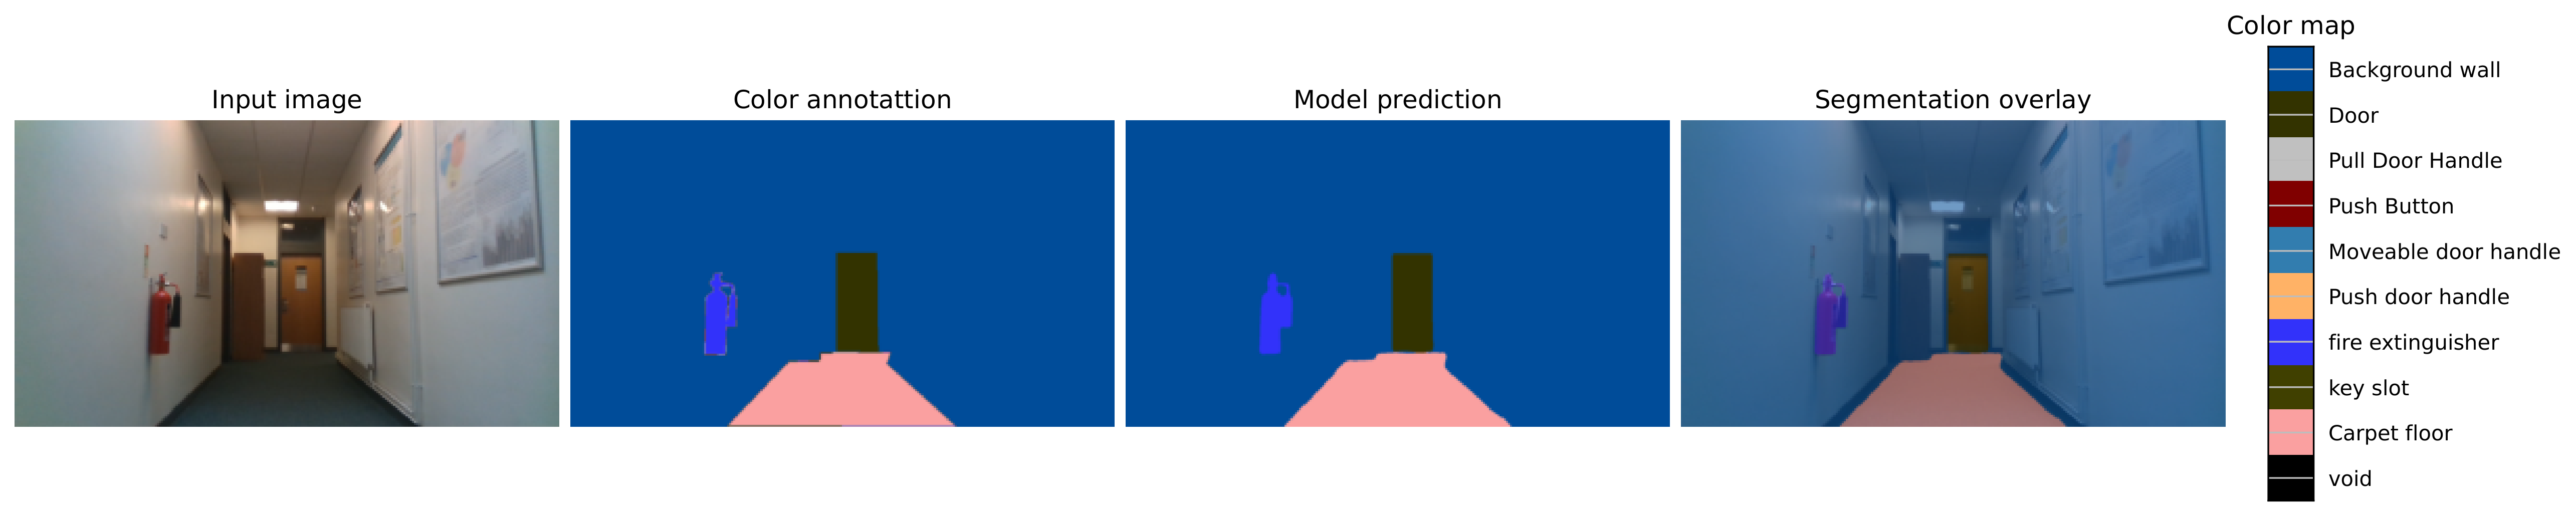 Color map
Input image
Color annotattion
Model prediction
Segmentation overlay
Background wall
Door
Pull Door Handle
Push Button
Moveable door handle
Push door handle
fire extinguisher
key slot
Carpet floor
void